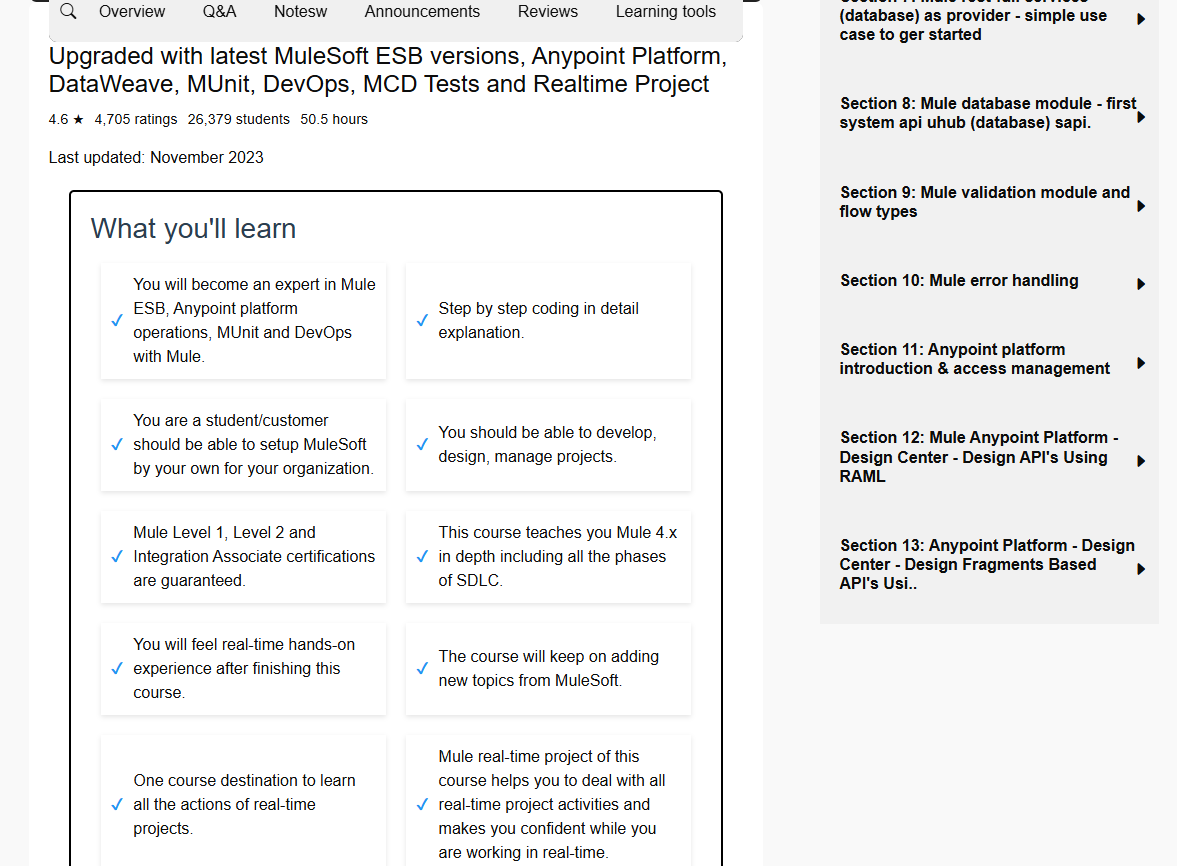 Overview Q&A Notesw Announcements Reviews Learning tools
Upgraded with latest MuleSoft ESB versions, Anypoint Platform,
DataWeave, MUnit, DevOps, MCD Tests and Realtime Project
4.6 ★ 4,705 ratings 26,379 students 50.5 hours
Last updated: November 2023
What you'll learn
✓ You will become an expert in Mule
ESB, Anypoint platform
operations, MUnit and DevOps
with Mule.
✓ Step by step coding in detail
explanation.
✓ You are a student/customer
should be able to setup MuleSoft
by your own for your organization.
✓ You should be able to develop,
design, manage projects.
✓ Mule Level 1, Level 2 and
Integration Associate certifications
are guaranteed.
✓ This course teaches you Mule 4.x
in depth including all the phases
of SDLC.
✓ You will feel real-time hands-on
experience after finishing this
course.
✓ The course will keep on adding
new topics from MuleSoft.
✓ One course destination to learn
all the actions of real-time
projects.
✓ Mule real-time project of this
course helps you to deal with all
real-time project activities and
makes you confident while you
are working in real-time.
(database) as provider - simple use
case to ger started
Section 8: Mule database module - first
system api uhub (database) sapi.
Section 9: Mule validation module and
flow types
Section 10: Mule error handling
Section 11: Anypoint platform
introduction & access management
Section 12: Mule Anypoint Platform -
Design Center - Design API's Using
RAML
Section 13: Anypoint Platform - Design
Center - Design Fragments Based
API's Usi..